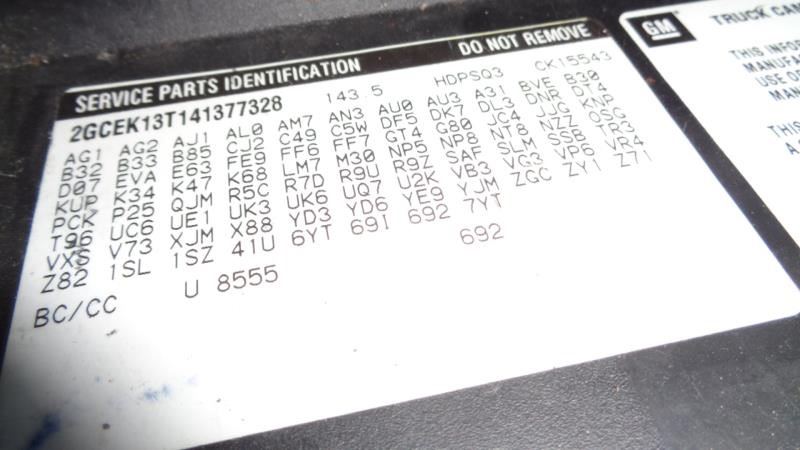 SERVICE PARTS IDENTIFICATION DO NOT REMOVE
2GCEK13T141377328 143.5 HDPSQ3 CK15543
AG1 AG2 AJ1 AL0 AM7 AN3 AU0 AU3 A31 BVE B30
B32 B33 B85 CJ2 C49 C5W DF5 DK7 DL3 DNR DT4
D07 EVA E63 FE9 FF6 FF7 GT4 G80 JC4 JJG KNP
KUP K34 K47 K68 LM7 M30 NP5 NP8 NT8 NZZ OSG
PCK P25 QJM R5C R7D R9U R9Z SAF SLM SSB TR3
T96 UC6 UE1 UK3 UK6 UQ7 U2K VB3 VG3 VP6 VR4
VXS V73 XJM X88 YD3 YD6 YE9 YJM ZGC ZY1 Z71
Z82 1SL 1SZ 41U 6YT 691 692 7YT
BC/CC U 8555 692
GM TRUCK CAM
THIS INFOR
MANUFA
USE OF
MAN
THIS